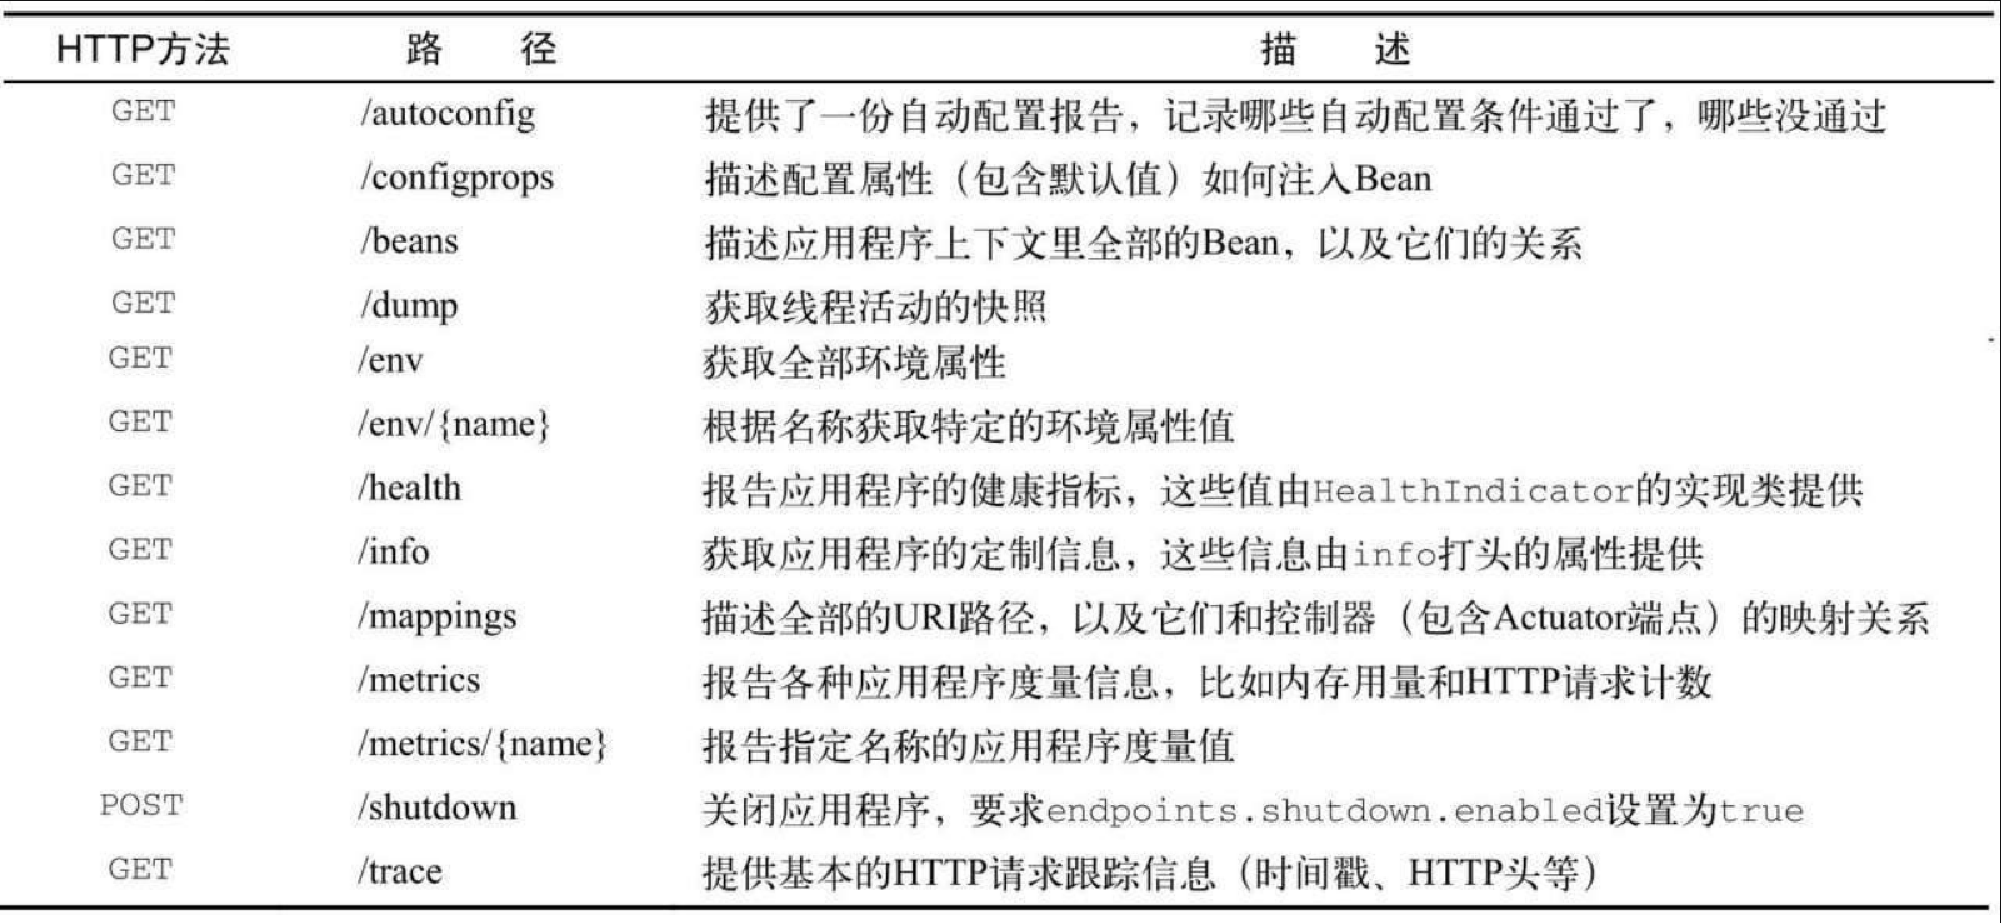 HTTP方法 路 径 描 述
GET /autoconfig 提供了一份自动配置报告，记录哪些自动配置条件通过了，哪些没通过
GET /configprops 描述配置属性（包含默认值）如何注入Bean
GET /beans 描述应用程序上下文里全部的Bean，以及它们的关系
GET /dump 获取线程活动的快照
GET /env 获取全部环境属性
GET /env/{name} 根据名称获取特定的环境属性值
GET /health 报告应用程序的健康指标，这些值由HealthIndicator的实现类提供
GET /info 获取应用程序的定制信息，这些信息由info打头的属性提供
GET /mappings 描述全部的URI路径，以及它们和控制器（包含Actuator端点）的映射关系
GET /metrics 报告各种应用程序度量信息，比如内存用量和HTTP请求计数
GET /metrics/{name} 报告指定名称的应用程序度量值
POST /shutdown 关闭应用程序，要求endpoints.shutdown.enabled设置为true
GET /trace 提供基本的HTTP请求跟踪信息（时间戳、HTTP头等）